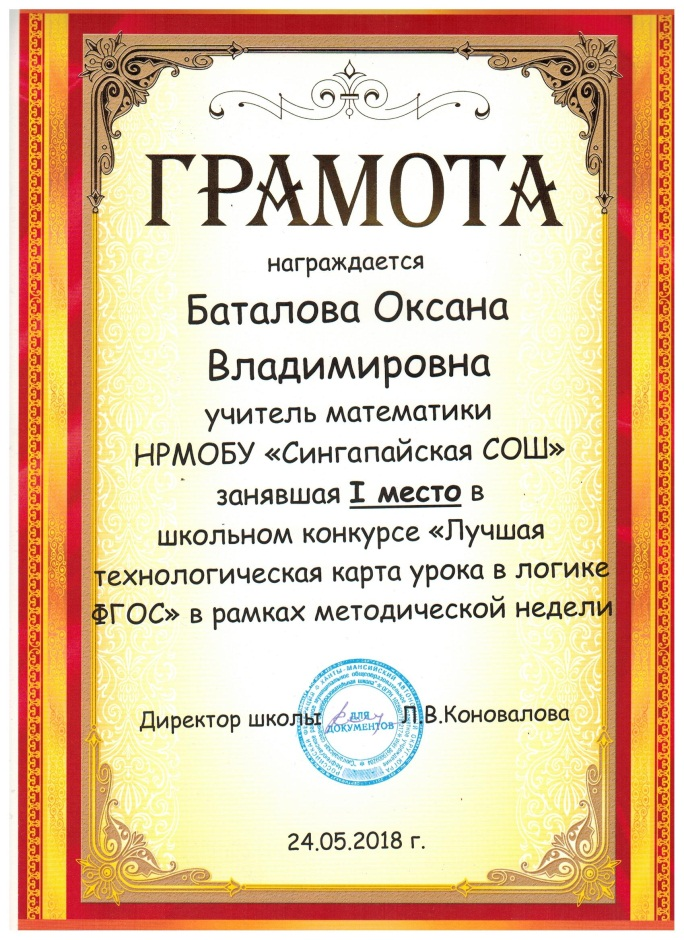 ГРАМОТА
награждается
Баталова Оксана
Владимировна
учитель математики
НРМОБУ «Сингапайская СОШ»
занявшая I место в
школьном конкурсе «Лучшая
технологическая карта урока в логике
ФГОС» в рамках методической недели
Директор школы Л.В.Коновалова
ДЛЯ
ДОКУМЕНТОВ
24.05.2018 г.